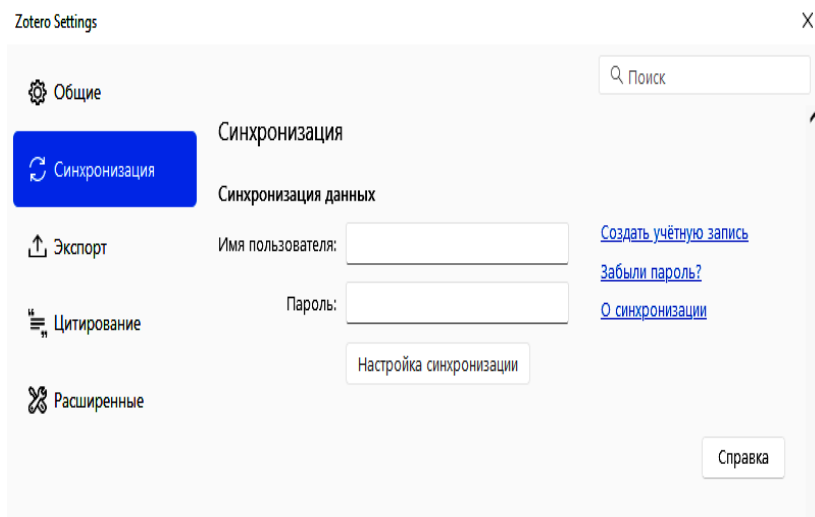 Zotero Settings
Поиск
Общие
Синхронизация
Экспорт
Цитирование
Расширенные
Синхронизация
Синхронизация данных
Имя пользователя:
Пароль:
Настройка синхронизации
Создать учётную запись
Забыли пароль?
О синхронизации
Справка